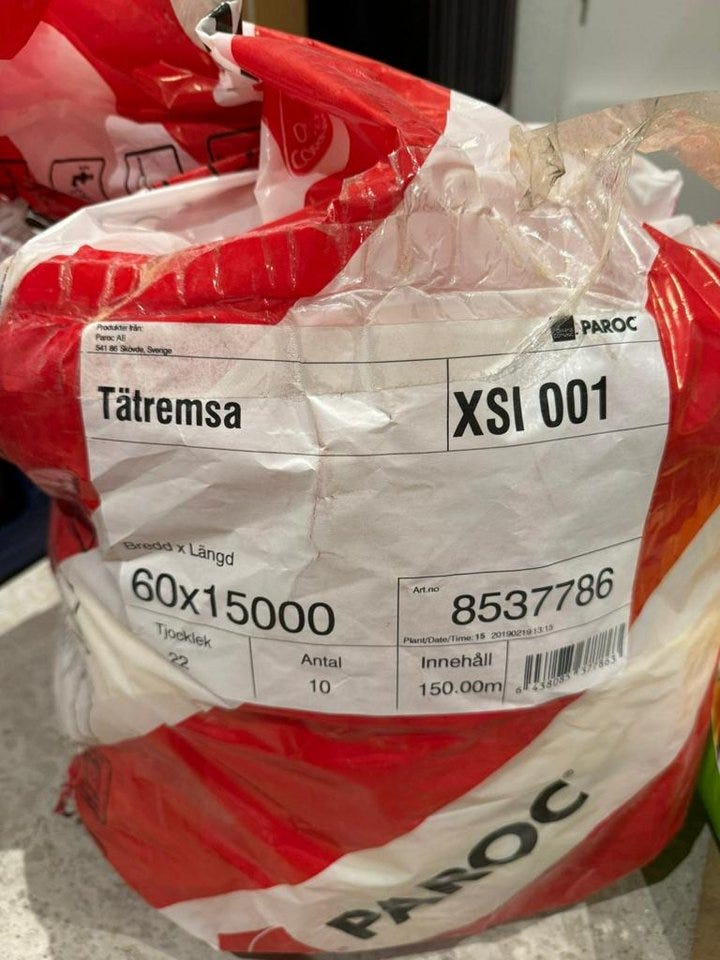 Produkter från:
Paroc AB
541 86 Skövde, Sverige
PAROC
Tätremsa
XSI 001
Bredd x Längd
60x15000
Art.no
8537786
Plant/Date/Time: 15 20190219 13:15
Tjocklek
22
Antal
10
Innehåll
150.00m
PAROC®